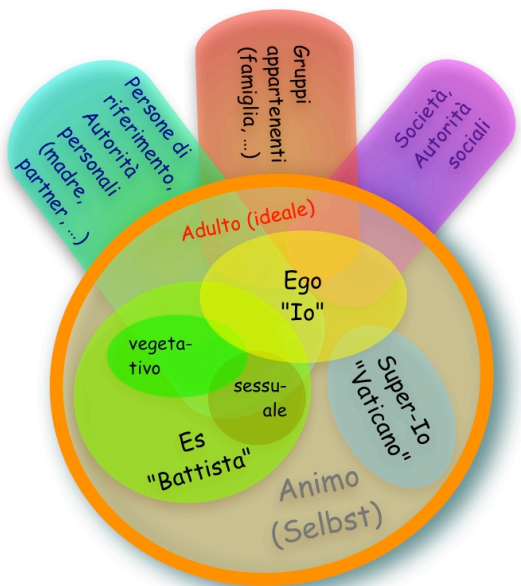 Persone di
riferimento,
Autorità
personali
(madre,
partner, ...)
Gruppi
appartenenti
(famiglia, ...)
Società,
Autorità
sociali
Adulto (ideale)
Ego
"Io"
vegeta-
tivo
sessu-
ale
Es
"Battista"
Super-Io
"Vaticano"
Animo
(Selbst)